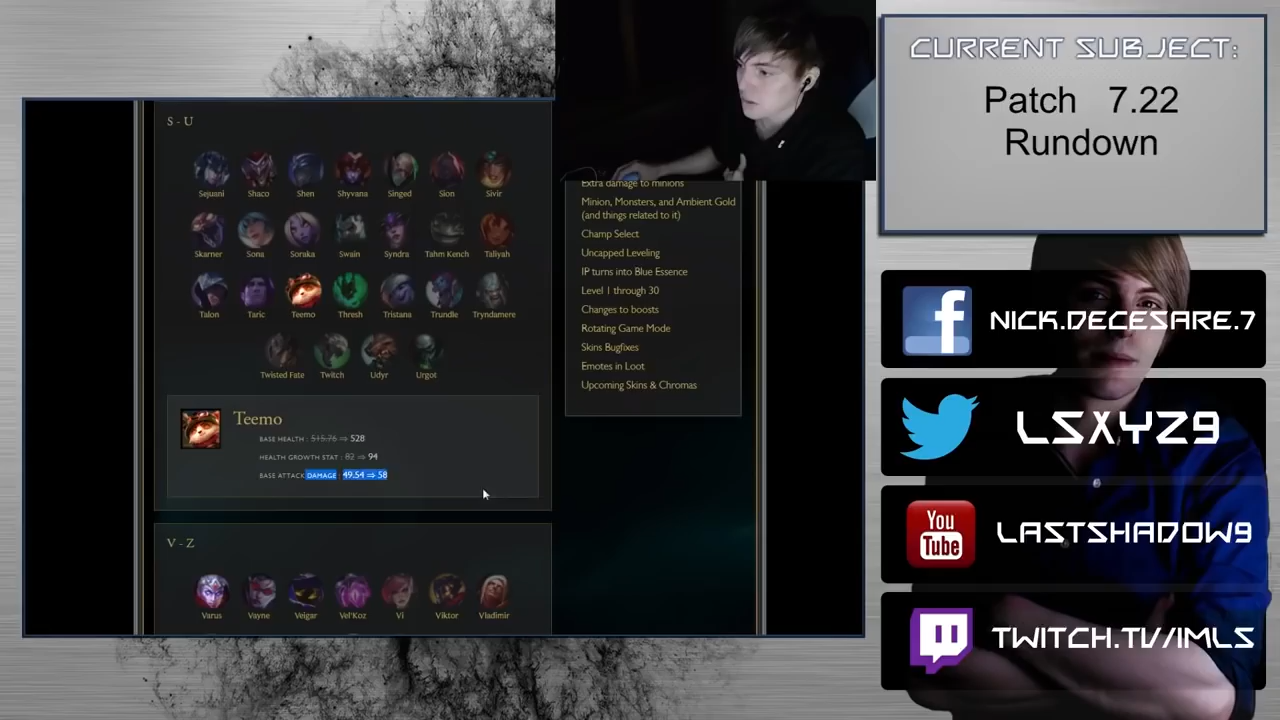 CURRENT SUBJECT:
Patch 7.22
Rundown
S - U
Sejuani Shaco Shen Shyvana Singed Sion Sivir
Skarner Sona Soraka Swain Syndra Tahm Kench Taliyah
Talon Taric Teemo Thresh Tristana Trundle Tryndamere
Twisted Fate Twitch Udyr Urgot
Teemo
BASE HEALTH : 515.76 ⇒ 528
HEALTH GROWTH STAT : 82 ⇒ 94
BASE ATTACK DAMAGE : 49.54 ⇒ 58
V - Z
Varus Vayne Veigar Vel'Koz Vi Viktor Vladimir
Extra damage to minions
Minion, Monsters, and Ambient Gold
(and things related to it)
Champ Select
Uncapped Leveling
IP turns into Blue Essence
Level 1 through 30
Changes to boosts
Rotating Game Mode
Skins Bugfixes
Emotes in Loot
Upcoming Skins & Chromas
f
NICK.DECESARE.7
LSXYZ9
You
Tube
LASTSHADOW9
TWITCH.TV/IMLS